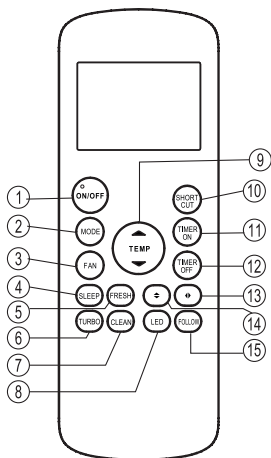 ON/OFF
SHORT
CUT
MODE
TEMP
TIMER
ON
FAN
TIMER
OFF
SLEEP
FRESH
TURBO
CLEAN
LED
FOLLOW
1
2
3
4
5
6
7
8
9
10
11
12
13
14
15